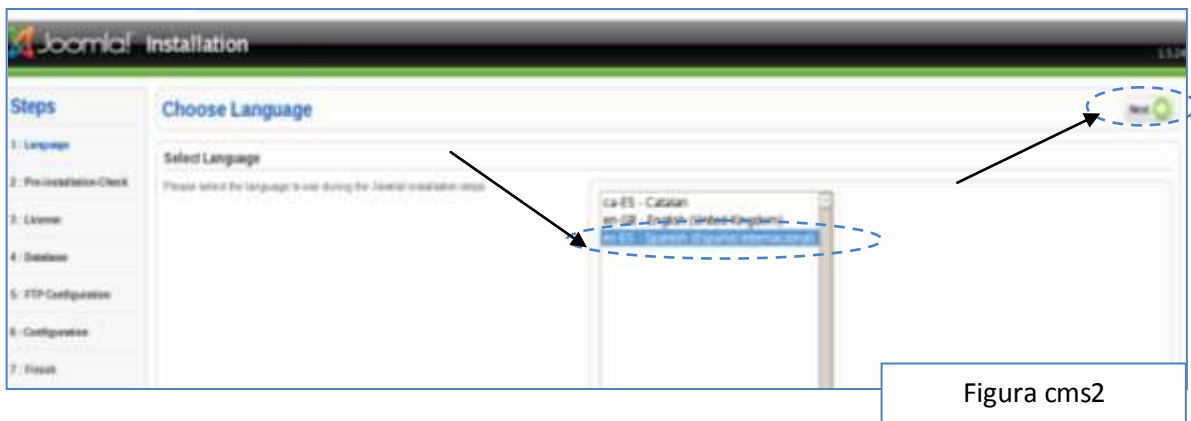 Joomla! Installation
Steps
Choose Language
Next
1 : Language
Select Language
2 : Pre-installation Check
Please select the language to use during the Joomla! installation steps.
ca-ES - Catalan
3 : License
en-GB - English (United Kingdom)
es-ES - Spanish (Español internacional)
4 : Database
5 : FTP Configuration
6 : Configuration
7 : Finish
Figura cms2